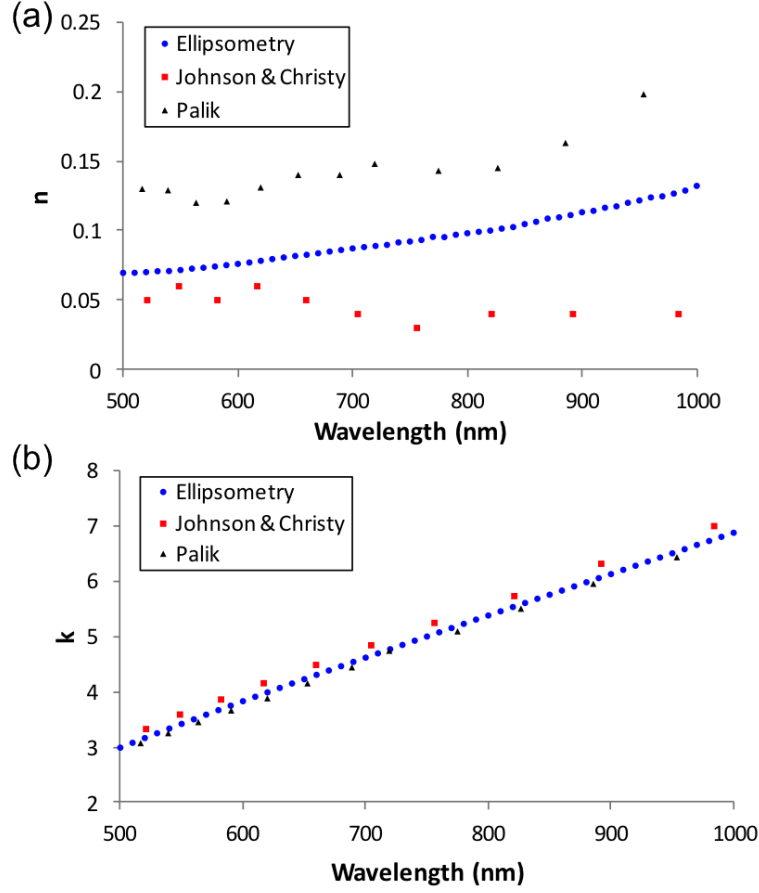 (a)
0.25
0.2
0.15
0.1
0.05
0
n
Ellipsometry
Johnson & Christy
Palik
500 600 700 800 900 1000
Wavelength (nm)
(b)
8
7
6
5
4
3
2
k
Ellipsometry
Johnson & Christy
Palik
500 600 700 800 900 1000
Wavelength (nm)